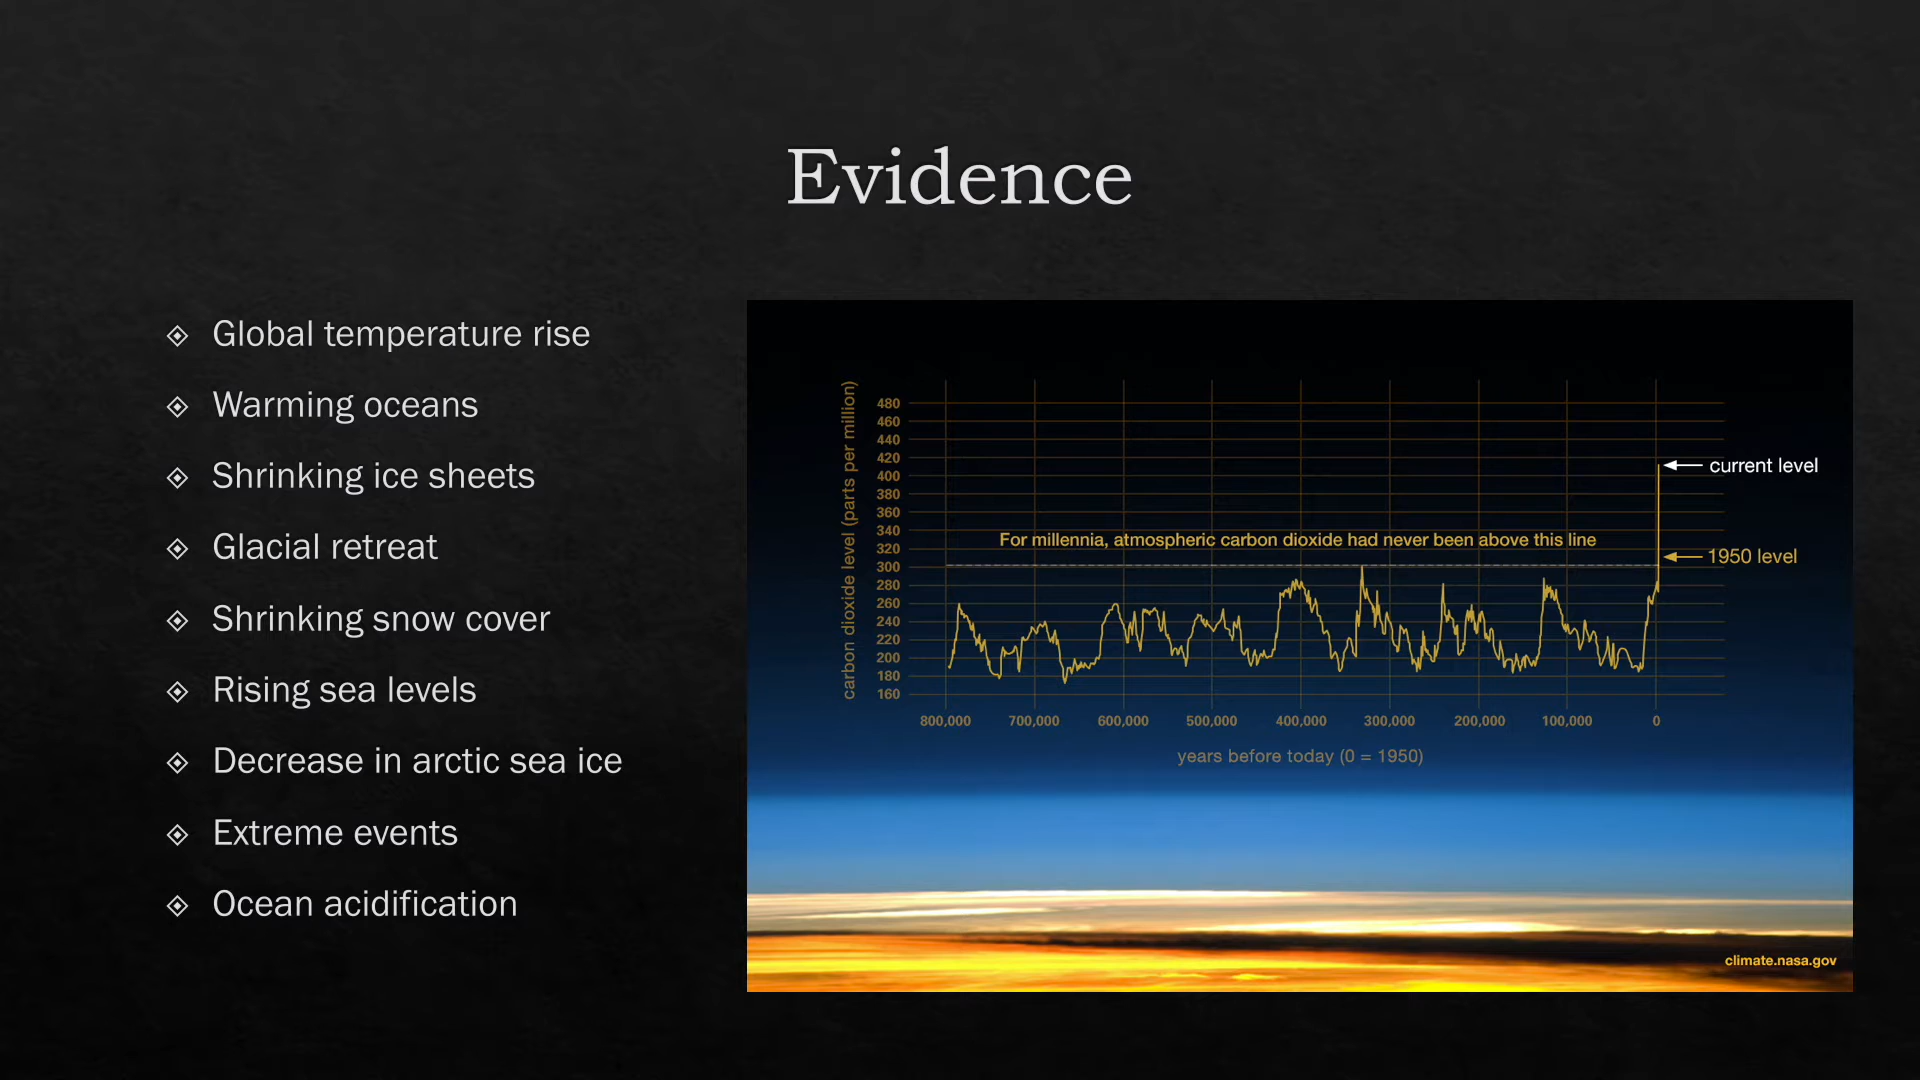 Evidence
Global temperature rise
Warming oceans
Shrinking ice sheets
Glacial retreat
Shrinking snow cover
Rising sea levels
Decrease in arctic sea ice
Extreme events
Ocean acidification
carbon dioxide level (parts per million)
480
460
440
420
400
380
360
340
320
300
280
260
240
220
200
180
160
For millennia, atmospheric carbon dioxide had never been above this line
current level
1950 level
800,000 700,000 600,000 500,000 400,000 300,000 200,000 100,000 0
years before today (0 = 1950)
climate.nasa.gov